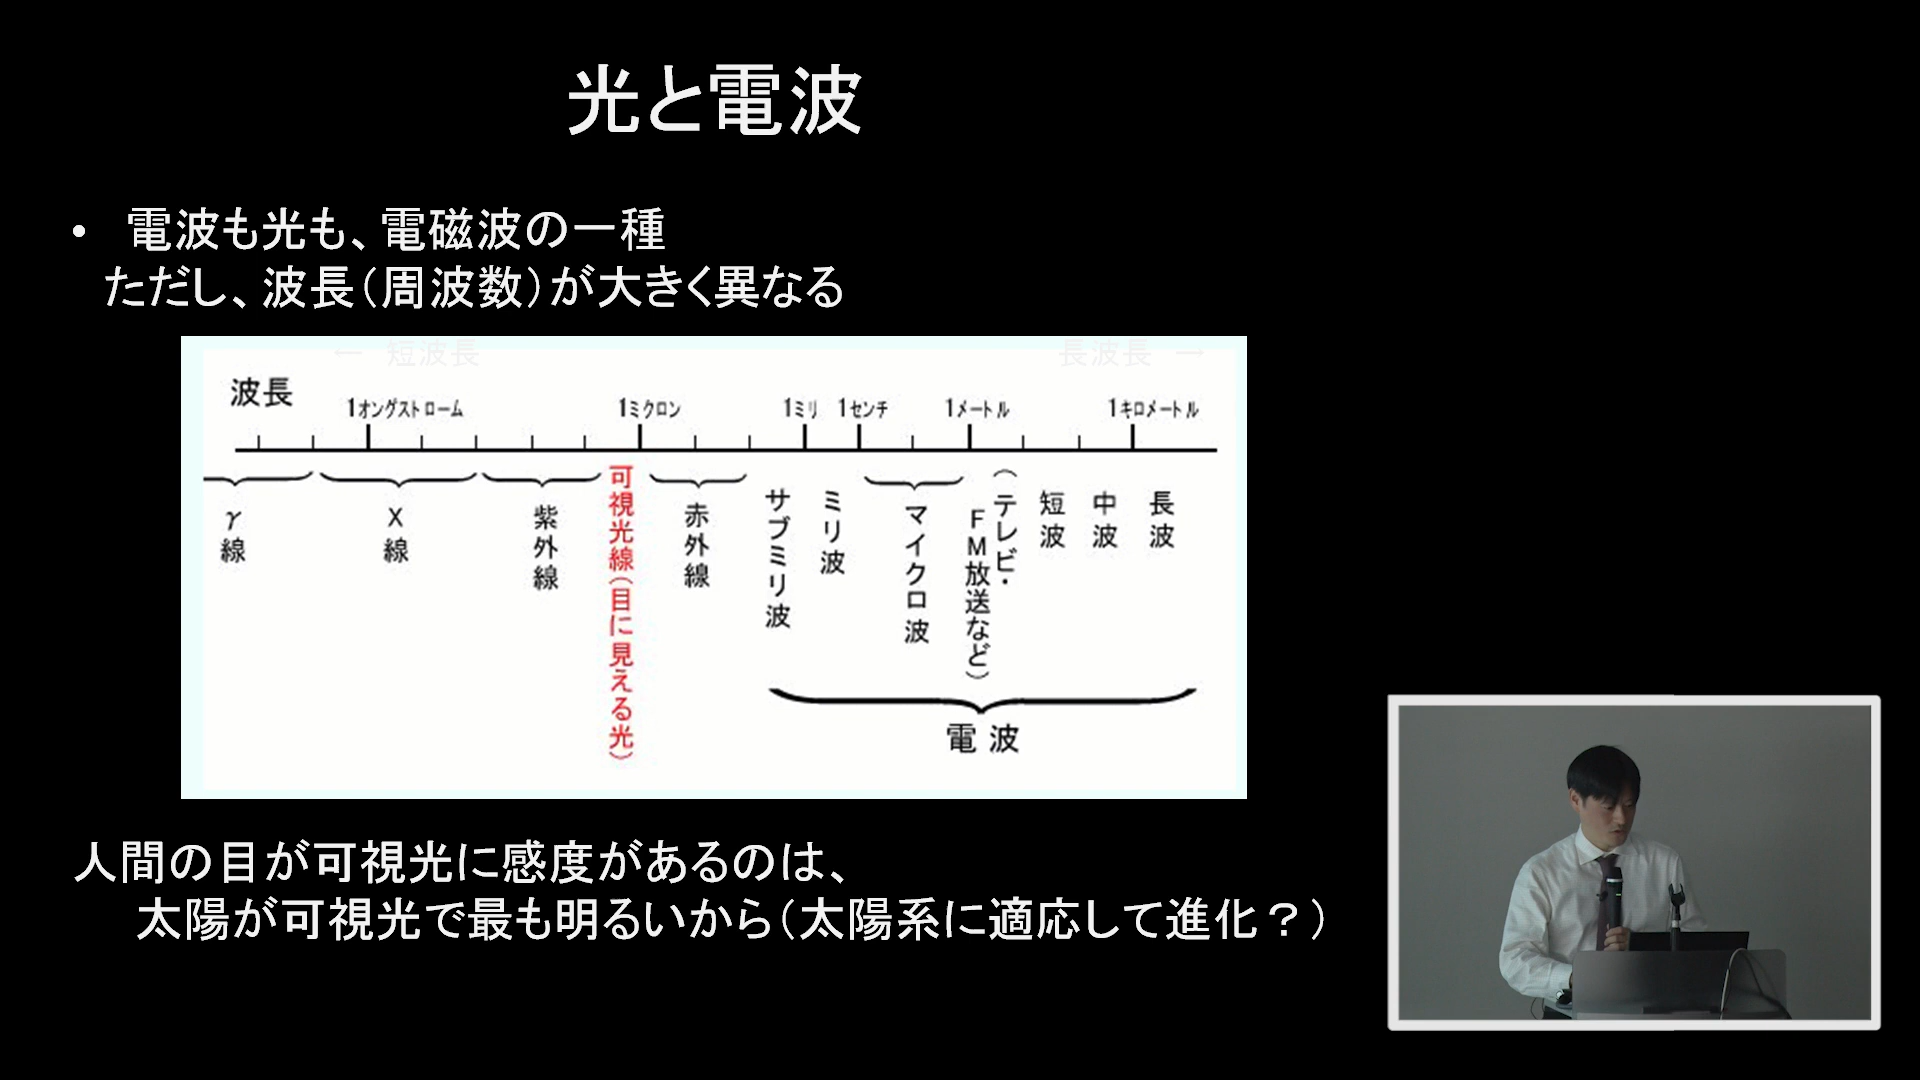 光と電波
• 電波も光も、電磁波の一種
ただし、波長（周波数）が大きく異なる
← 短波長
長波長 →
波長
1オングストローム
1ミクロン
1ミリ
1センチ
1メートル
1キロメートル
γ線
X線
紫外線
可視光線（目に見える光）
赤外線
サブミリ波
ミリ波
マイクロ波
（テレビ・
FM放送など）
短波
中波
長波
電波
人間の目が可視光に感度があるのは、
太陽が可視光で最も明るいから（太陽系に適応して進化？）